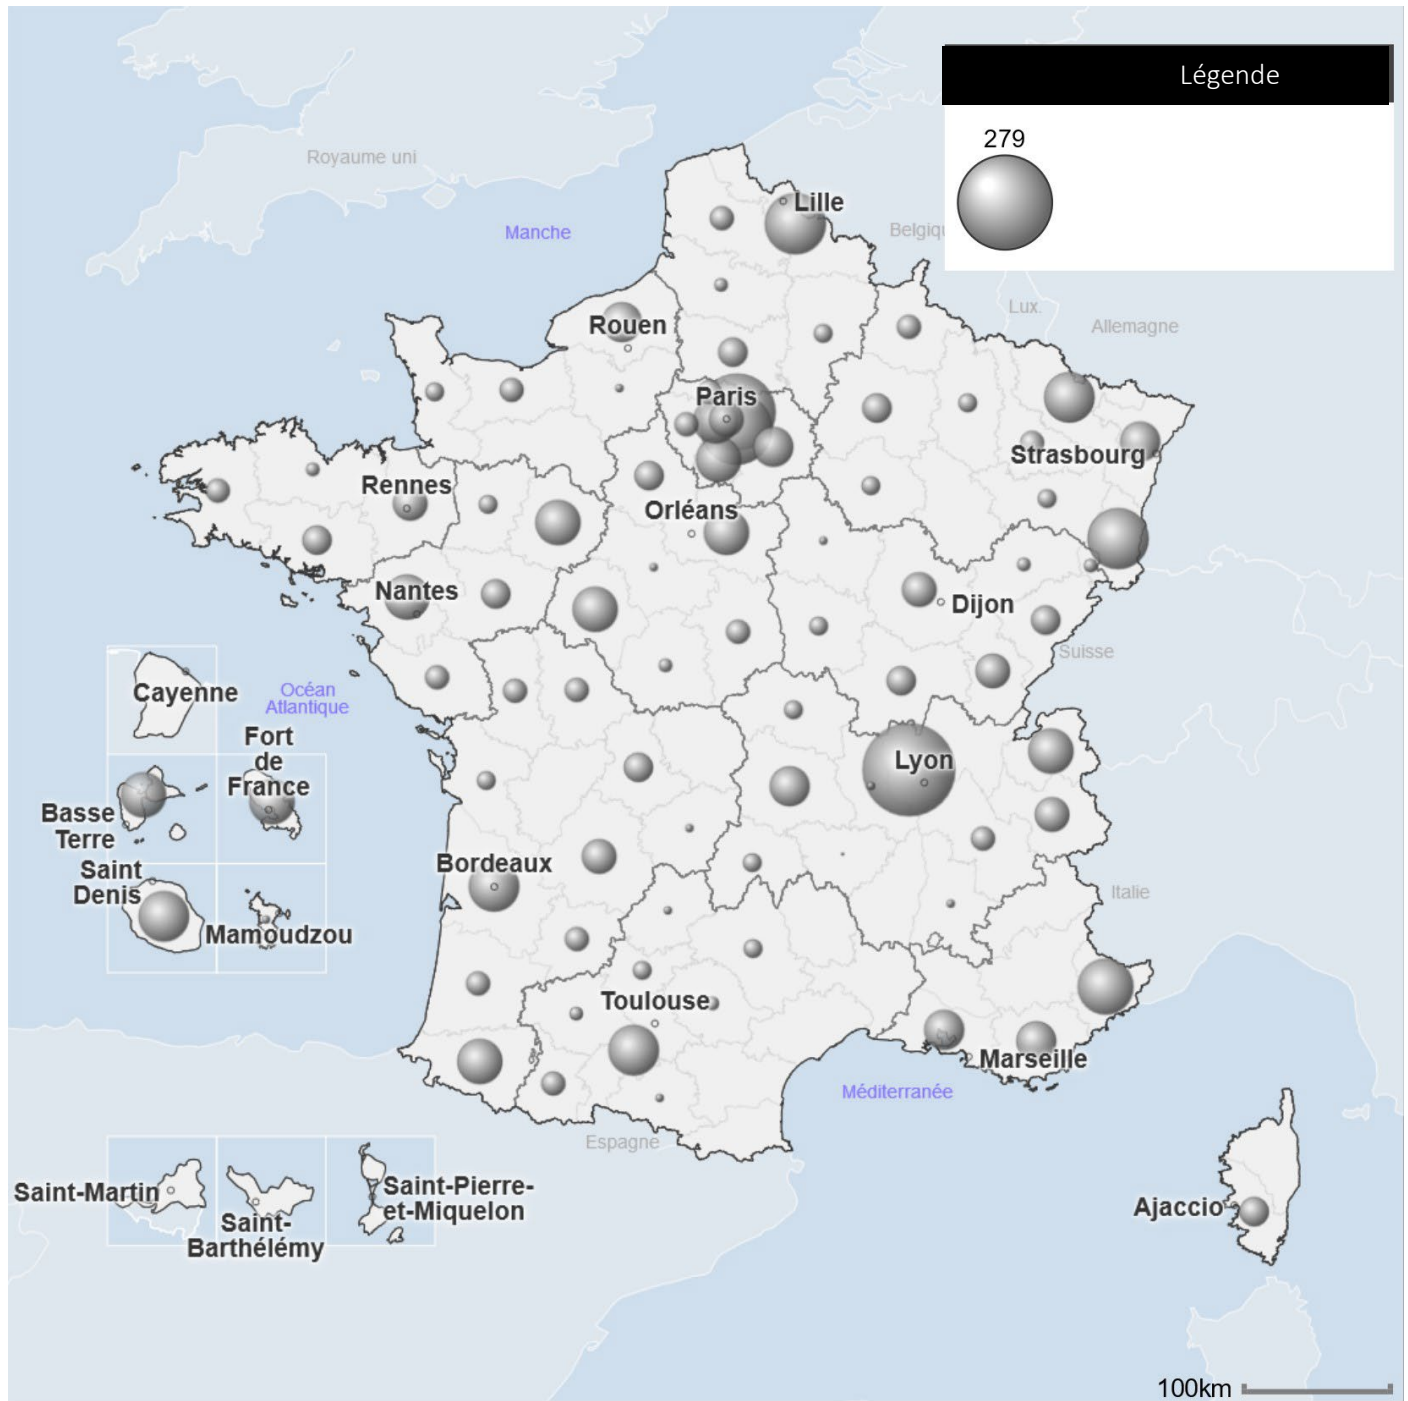 Légende
279
Royaume uni
Lille
Manche
Belgiqu
Lux.
Rouen
Allemagne
Paris
Strasbourg
Rennes
Orléans
Nantes
Dijon
Suisse
Cayenne
Océan
Atlantique
Fort
de
France
Lyon
Basse
Terre
Bordeaux
Saint
Denis
Italie
Mamoudzou
Toulouse
Marseille
Méditerranée
Espagne
Saint-Martin
Saint-Pierre-
et-Miquelon
Saint-
Barthélémy
Ajaccio
100km